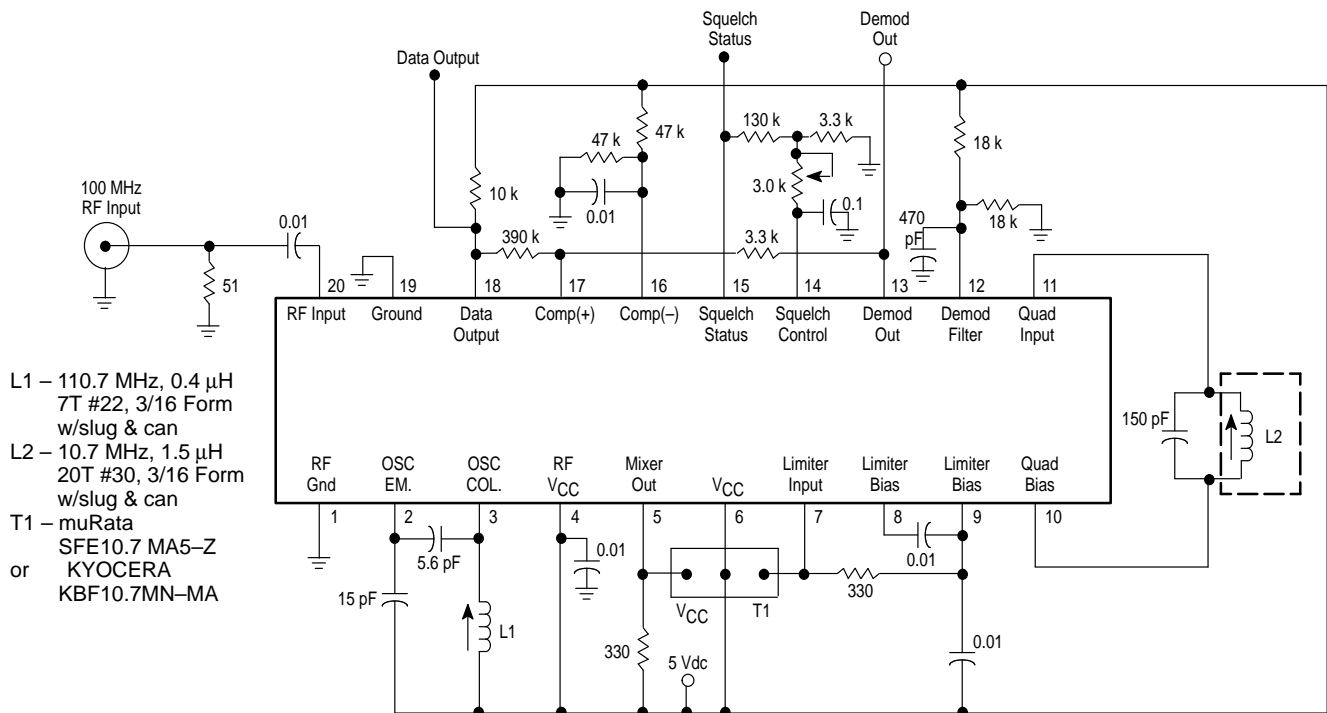 Squelch
Status
Demod
Out
Data Output
130 k
3.3 k
47 k
47 k
18 k
100 MHz
RF Input
0.01
10 k
0.01
3.0 k
0.1
470
pF
18 k
390 k
3.3 k
51
20
19
18
17
16
15
14
13
12
11
RF Input
Ground
Data
Output
Comp(+)
Comp(–)
Squelch
Status
Squelch
Control
Demod
Out
Demod
Filter
Quad
Input
L1 – 110.7 MHz, 0.4 μH
7T #22, 3/16 Form
w/slug & can
L2 – 10.7 MHz, 1.5 μH
20T #30, 3/16 Form
w/slug & can
T1 – muRata
SFE10.7 MA5–Z
or KYOCERA
KBF10.7MN–MA
150 pF
L2
RF
Gnd
OSC
EM.
OSC
COL.
RF
VCC
Mixer
Out
VCC
Limiter
Input
Limiter
Bias
Limiter
Bias
Quad
Bias
1
2
3
4
5
6
7
8
9
10
5.6 pF
0.01
0.01
15 pF
L1
VCC
T1
330
330
5 Vdc
0.01